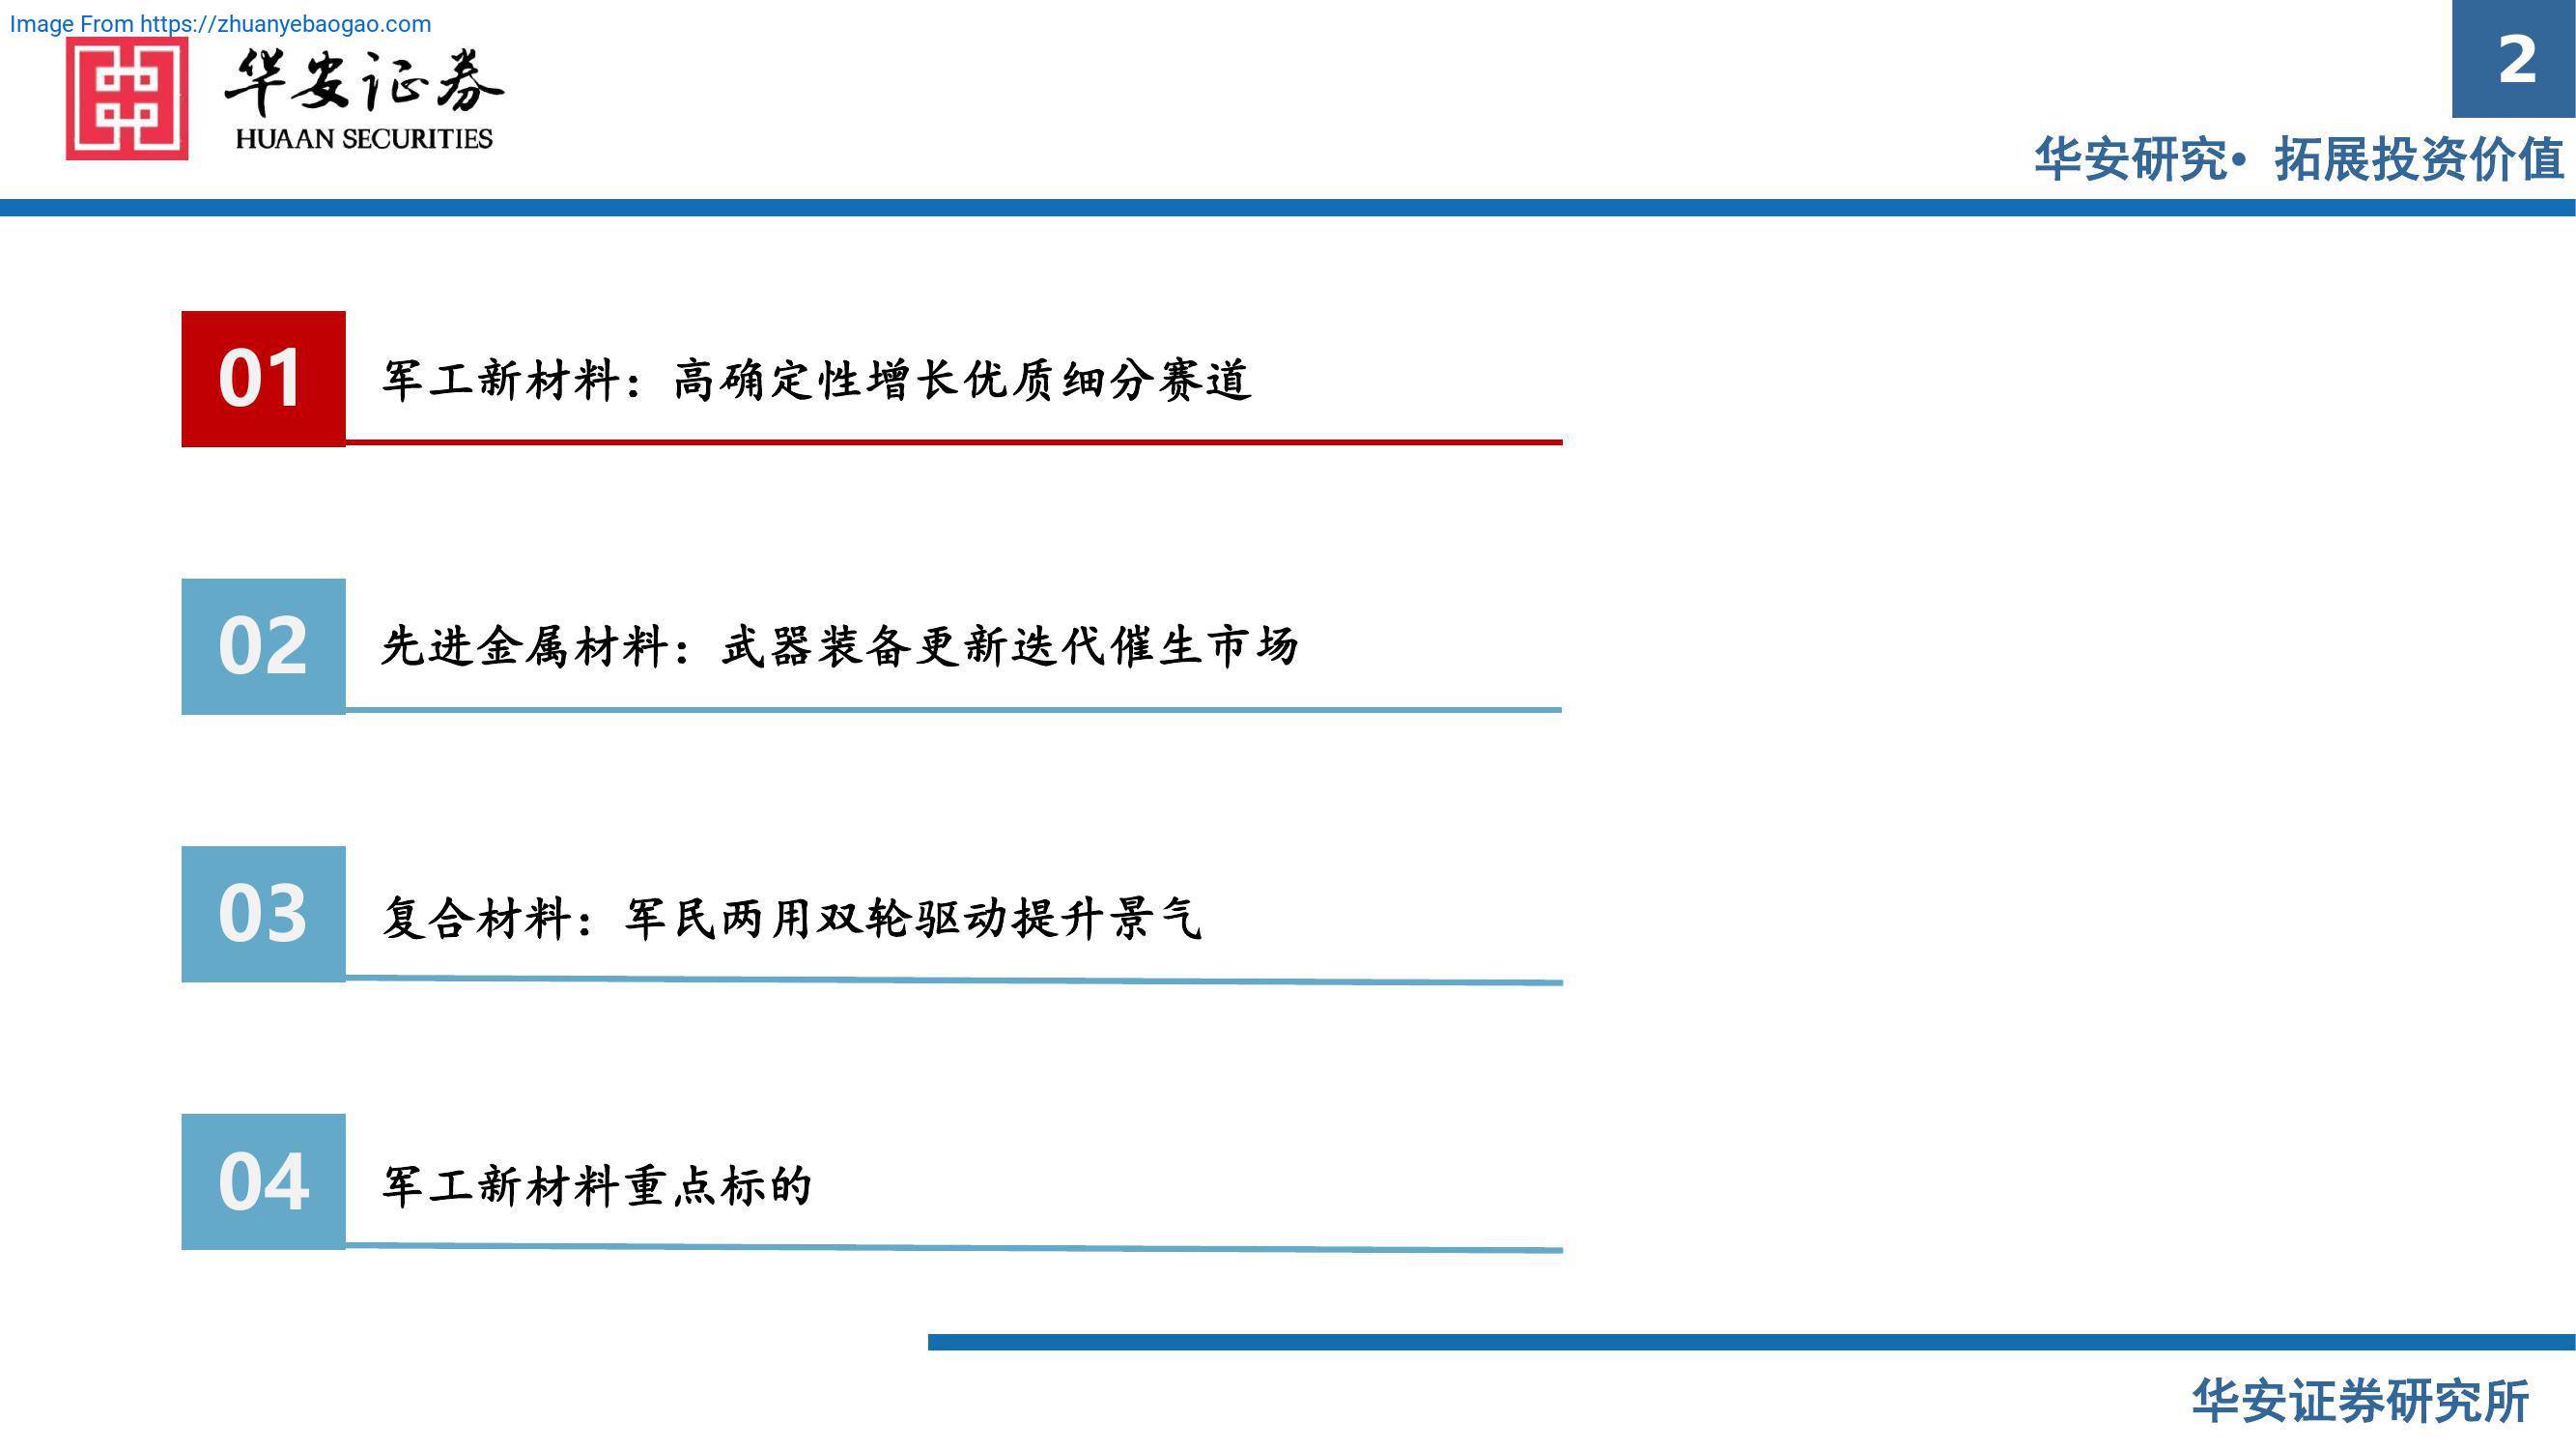 Image From https://zhuanyebaogao.com
华安证券
HUAAN SECURITIES
2
华安研究• 拓展投资价值
01
军工新材料：高确定性增长优质细分赛道
02
先进金属材料：武器装备更新迭代催生市场
03
复合材料：军民两用双轮驱动提升景气
04
军工新材料重点标的
华安证券研究所